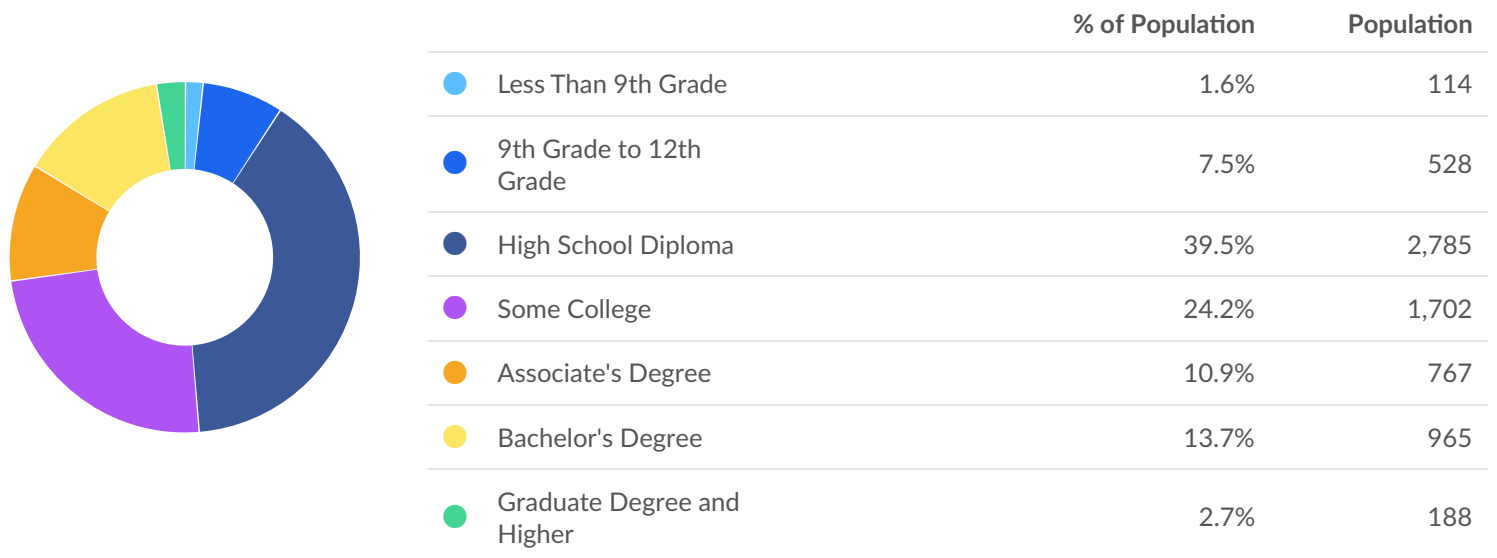 % of Population Population
Less Than 9th Grade 1.6% 114
9th Grade to 12th
Grade 7.5% 528
High School Diploma 39.5% 2,785
Some College 24.2% 1,702
Associate's Degree 10.9% 767
Bachelor's Degree 13.7% 965
Graduate Degree and
Higher 2.7% 188